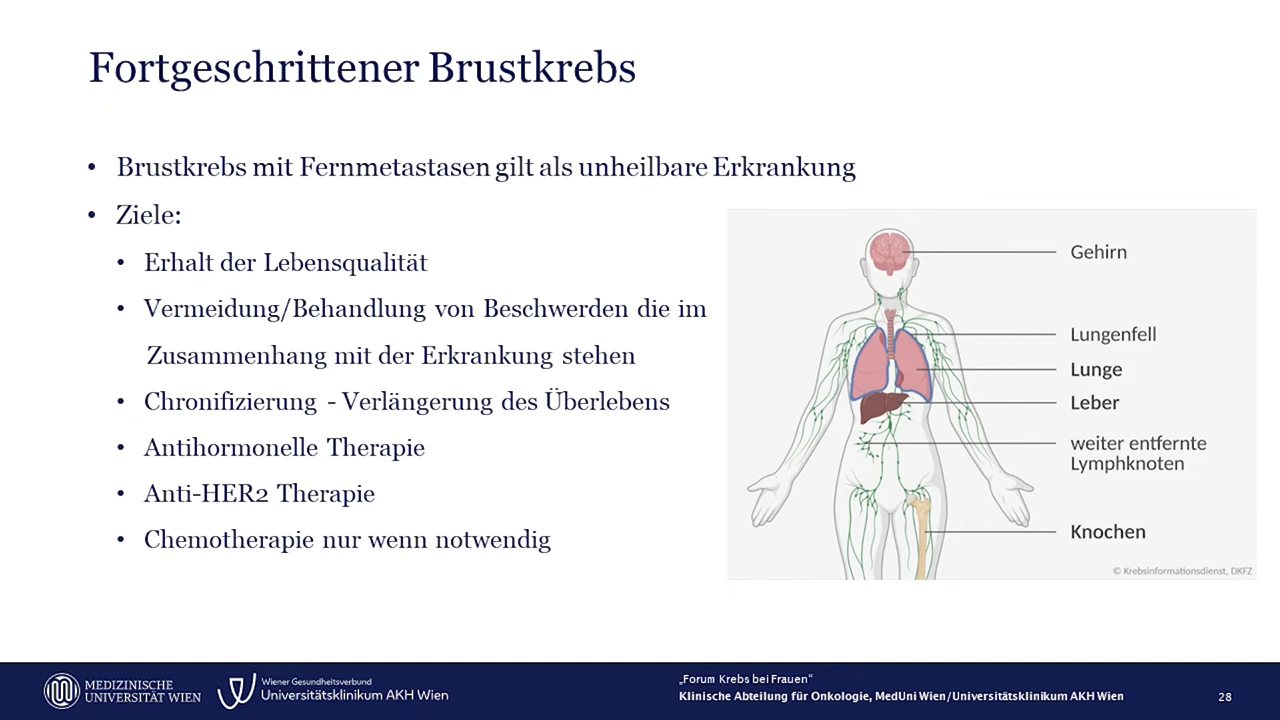 Fortgeschrittener Brustkrebs
• Brustkrebs mit Fernmetastasen gilt als unheilbare Erkrankung
• Ziele:
• Erhalt der Lebensqualität
• Vermeidung/Behandlung von Beschwerden die im
Zusammenhang mit der Erkrankung stehen
• Chronifizierung - Verlängerung des Überlebens
• Antihormonelle Therapie
• Anti-HER2 Therapie
• Chemotherapie nur wenn notwendig
Gehirn
Lungenfell
Lunge
Leber
weiter entfernte
Lymphknoten
Knochen
© Krebsinformationsdienst, DKFZ
MEDIZINISCHE
UNIVERSITÄT WIEN
Wiener Gesundheitsverbund
Universitätsklinikum AKH Wien
„Forum Krebs bei Frauen“
Klinische Abteilung für Onkologie, MedUni Wien/Universitätsklinikum AKH Wien
28